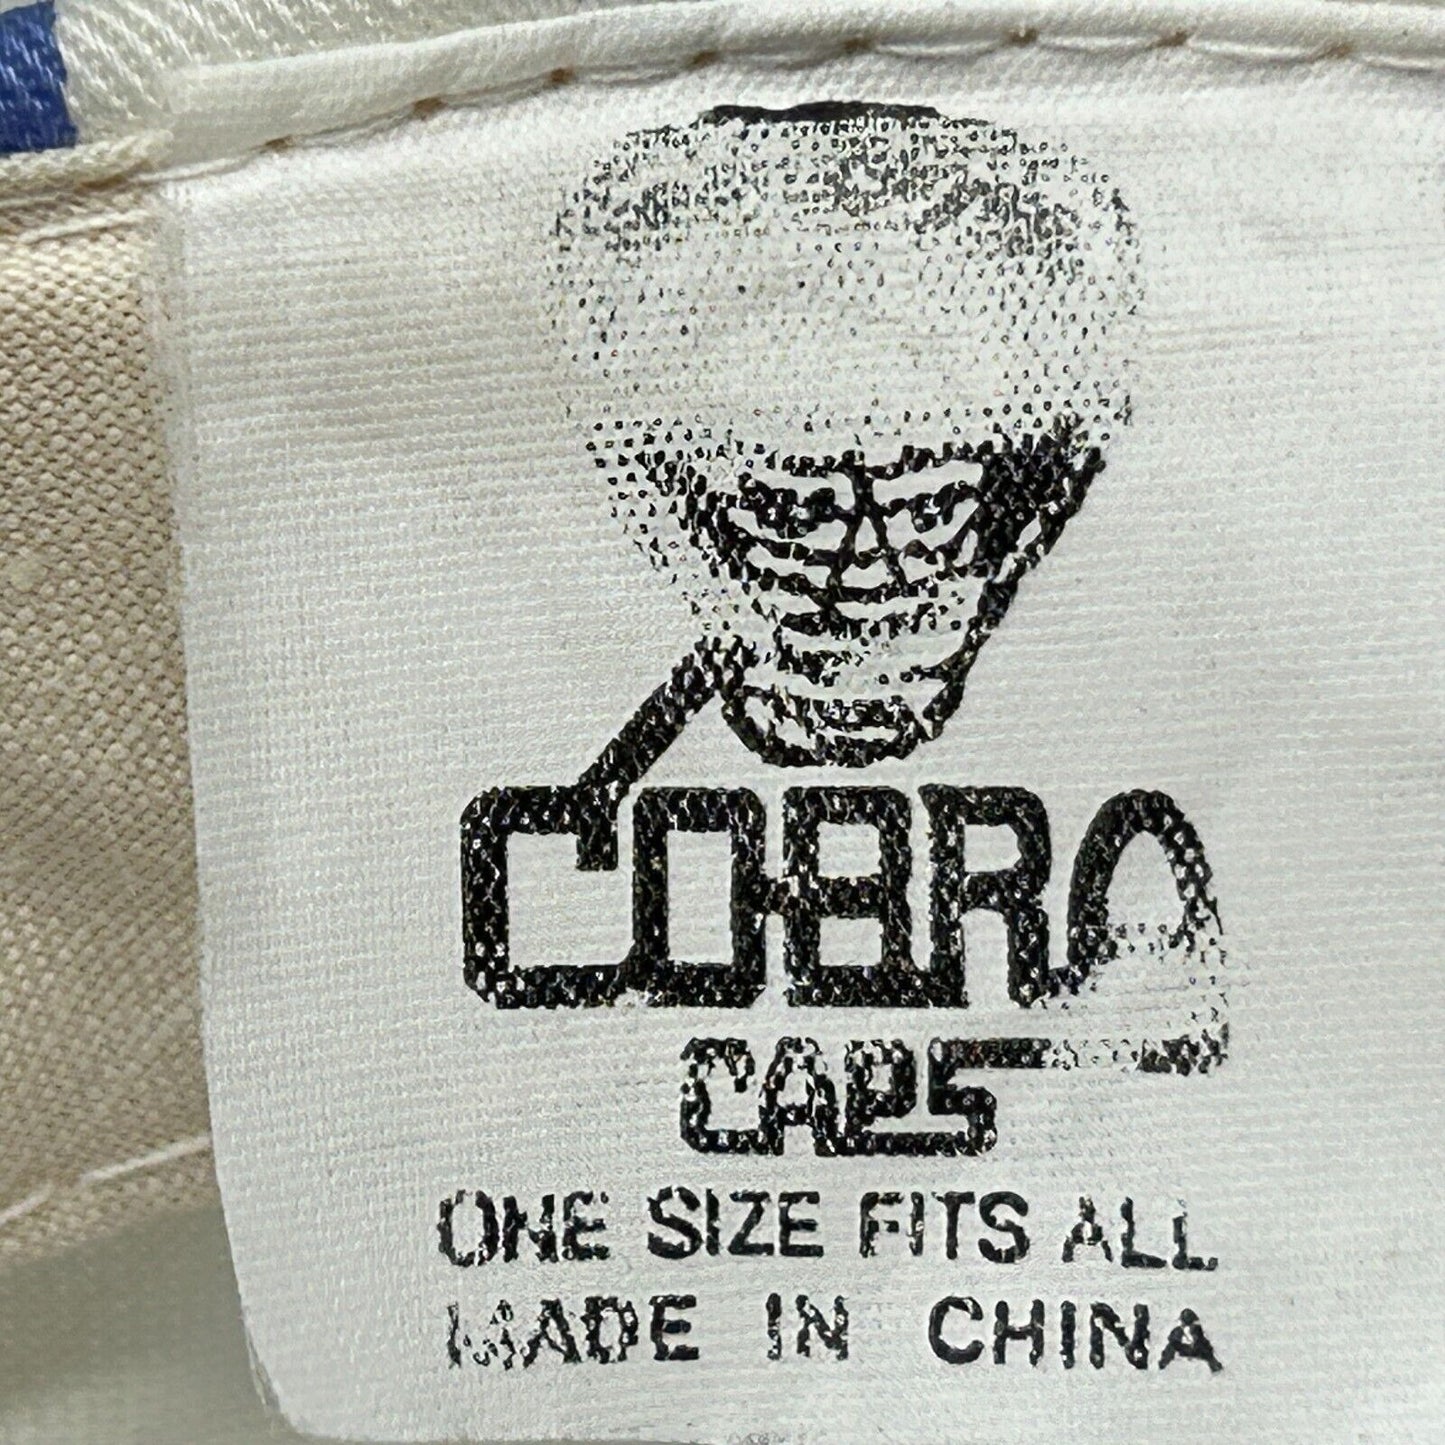 COBRA
CAPS
ONE SIZE FITS ALL
MADE IN CHINA